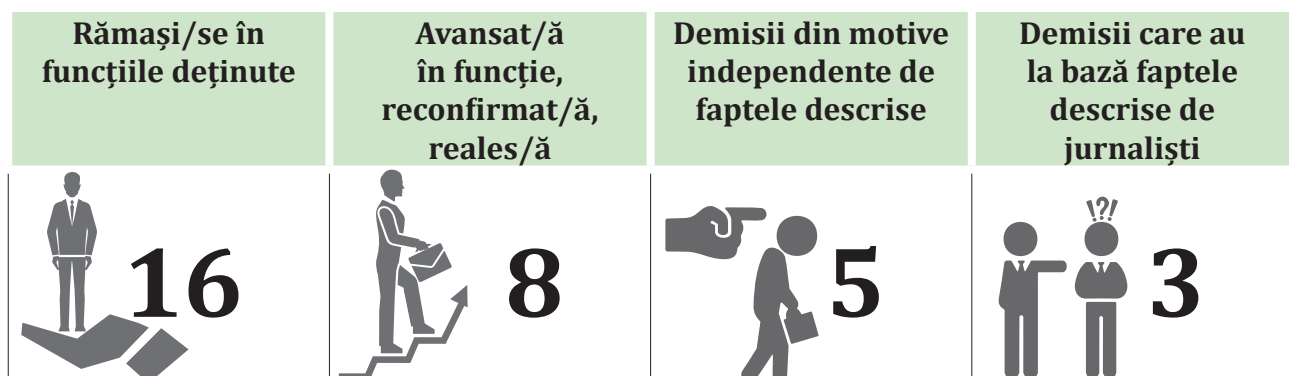 Rămași/se în
funcțiile deținute
Avansat/ă
în funcție,
reconfirmat/ă,
reales/ă
Demisii din motive
independente de
faptele descrise
Demisii care au
la bază faptele
descrise de
jurnaliști
16
8
5
!?!
3